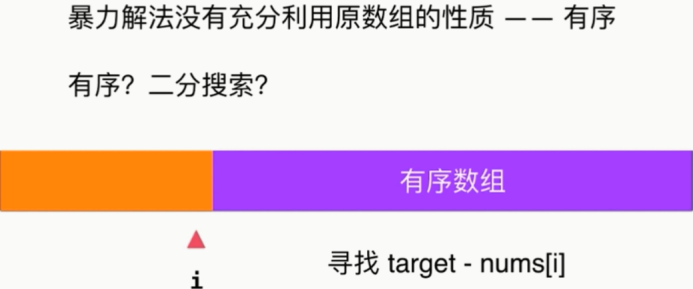 暴力解法没有充分利用原数组的性质 —— 有序
有序？二分搜索？
有序数组
寻找 target - nums[i]
i